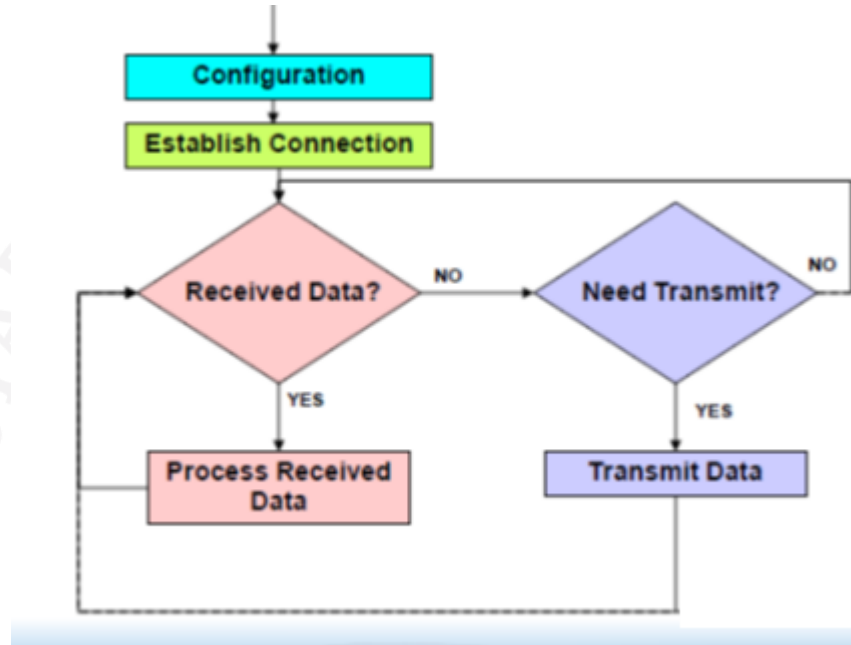 Configuration
Establish Connection
Received Data?
NO
Need Transmit?
NO
YES
YES
Process Received
Data
Transmit Data